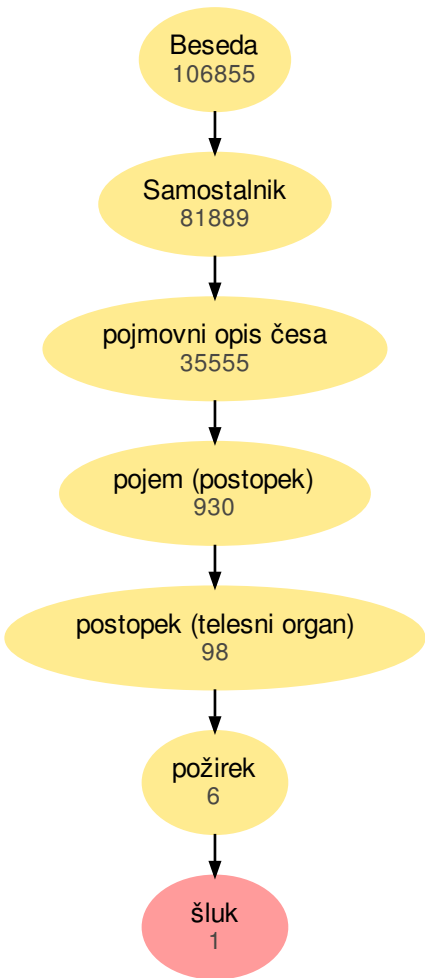 Beseda
106855
Samostalnik
81889
pojmovni opis česa
35555
pojem (postopek)
930
postopek (telesni organ)
98
požirek
6
šluk
1